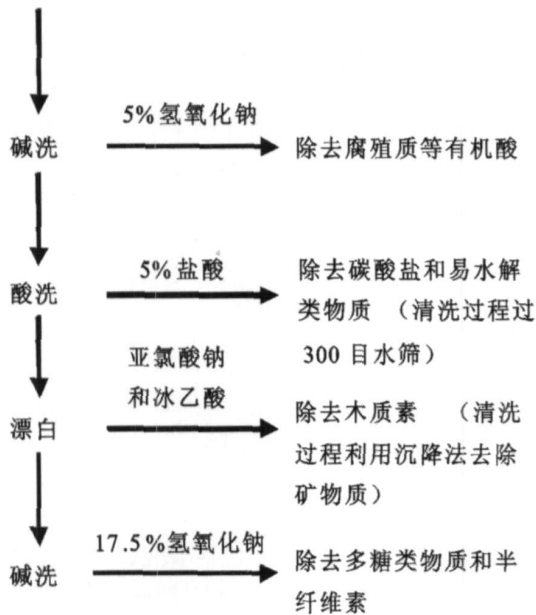 5%氢氧化钠
碱洗
除去腐殖质等有机酸
5%盐酸
酸洗
除去碳酸盐和易水解
类物质 （清洗过程过
300 目水筛）
亚氯酸钠
和冰乙酸
漂白
除去木质素 （清洗
过程利用沉降法去除
矿物质）
17.5%氢氧化钠
碱洗
除去多糖类物质和半
纤维素